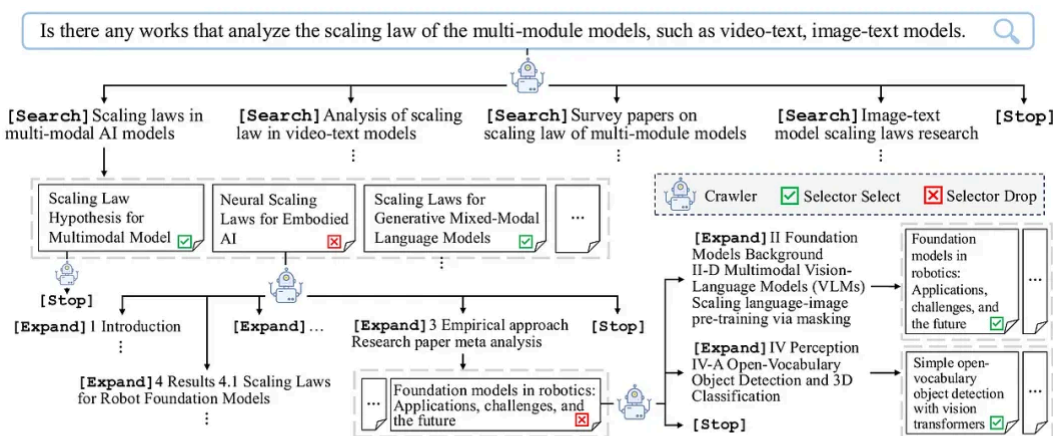 Is there any works that analyze the scaling law of the multi-module models, such as video-text, image-text models.
[Search] Scaling laws in
multi-modal AI models
[Search] Analysis of scaling
law in video-text models
⋮
[Search] Survey papers on
scaling law of multi-module models
⋮
[Search] Image-text
model scaling laws research
⋮
[Stop]
Scaling Law
Hypothesis for
Multimodal Model
Neural Scaling
Laws for Embodied
AI
Scaling Laws for
Generative Mixed-Modal
Language Models
⋮
...
Crawler
Selector Select
Selector Drop
[Stop]
[Expand] 1 Introduction
⋮
[Expand] 4 Results 4.1 Scaling Laws
for Robot Foundation Models
⋮
[Expand] ...
[Expand] 3 Empirical approach
Research paper meta analysis
[Stop]
...
Foundation models in robotics:
Applications, challenges, and
the future
[Expand] II Foundation
Models Background
II-D Multimodal Vision-
Language Models (VLMs)
Scaling language-image
pre-training via masking
Foundation
models in
robotics:
Applications,
challenges, and
the future
...
[Expand] IV Perception
IV-A Open-Vocabulary
Object Detection and 3D
Classification
Simple open-
vocabulary
object detection
with vision
transformers
...
[Stop]